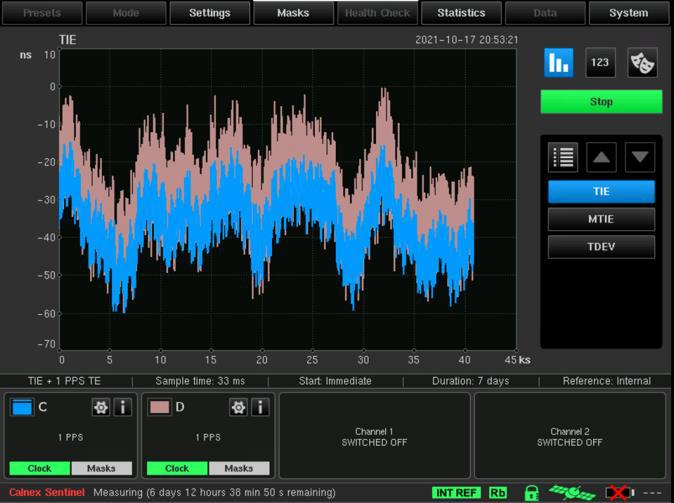 Presets Mode Settings Masks Health Check Statistics Data System
TIE 2021-10-17 20:53:21
ns
10
0
-10
-20
-30
-40
-50
-60
-70
0 5 10 15 20 25 30 35 40 45 ks
123
Stop
TIE
MTIE
TDEV
TIE + 1 PPS TE | Sample time: 33 ms | Start: Immediate | Duration: 7 days | Reference: Internal
C
1 PPS
Clock Masks
D
1 PPS
Clock Masks
Channel 1
SWITCHED OFF
Channel 2
SWITCHED OFF
Calnex Sentinel Measuring (6 days 12 hours 38 min 50 s remaining) INT REF Rb ---